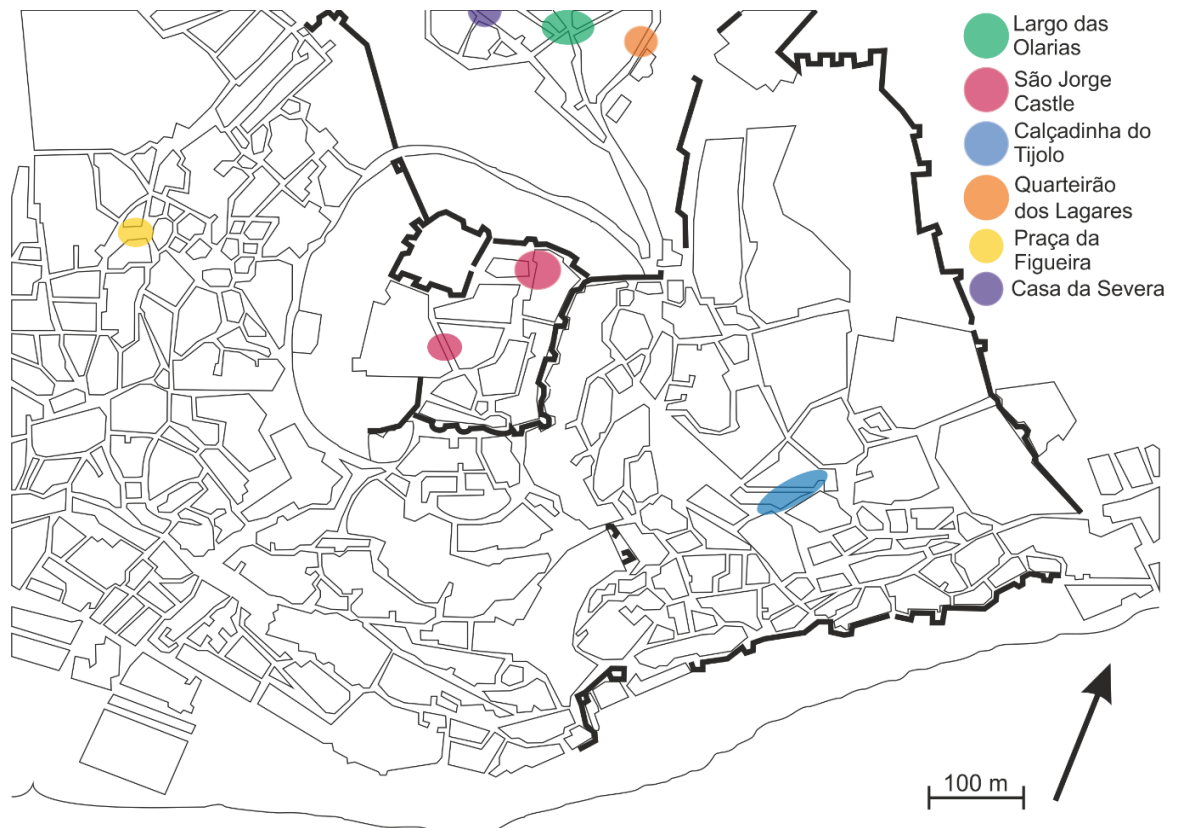 Largo das
Olarias
São Jorge
Castle
Calçadinha do
Tijolo
Quarteirão
dos Lagares
Praça da
Figueira
Casa da Severa
100 m